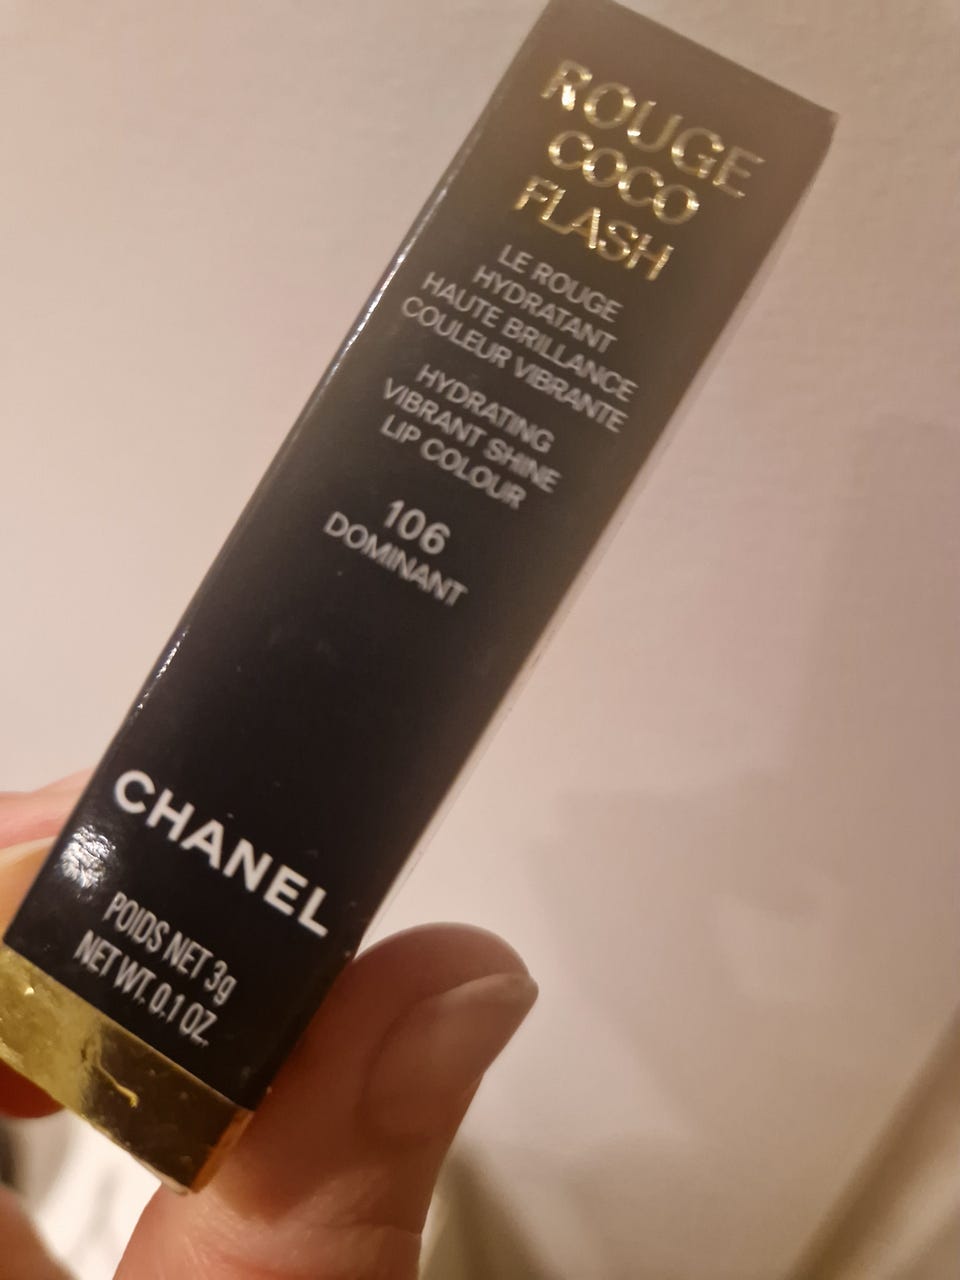 ROUGE
COCO
FLASH
LE ROUGE
HYDRATANT
HAUTE BRILLANCE
COULEUR VIBRANTE
HYDRATING
VIBRANT SHINE
LIP COLOUR
106
DOMINANT
CHANEL
POIDS NET 3g
NET WT. 0.1 OZ.